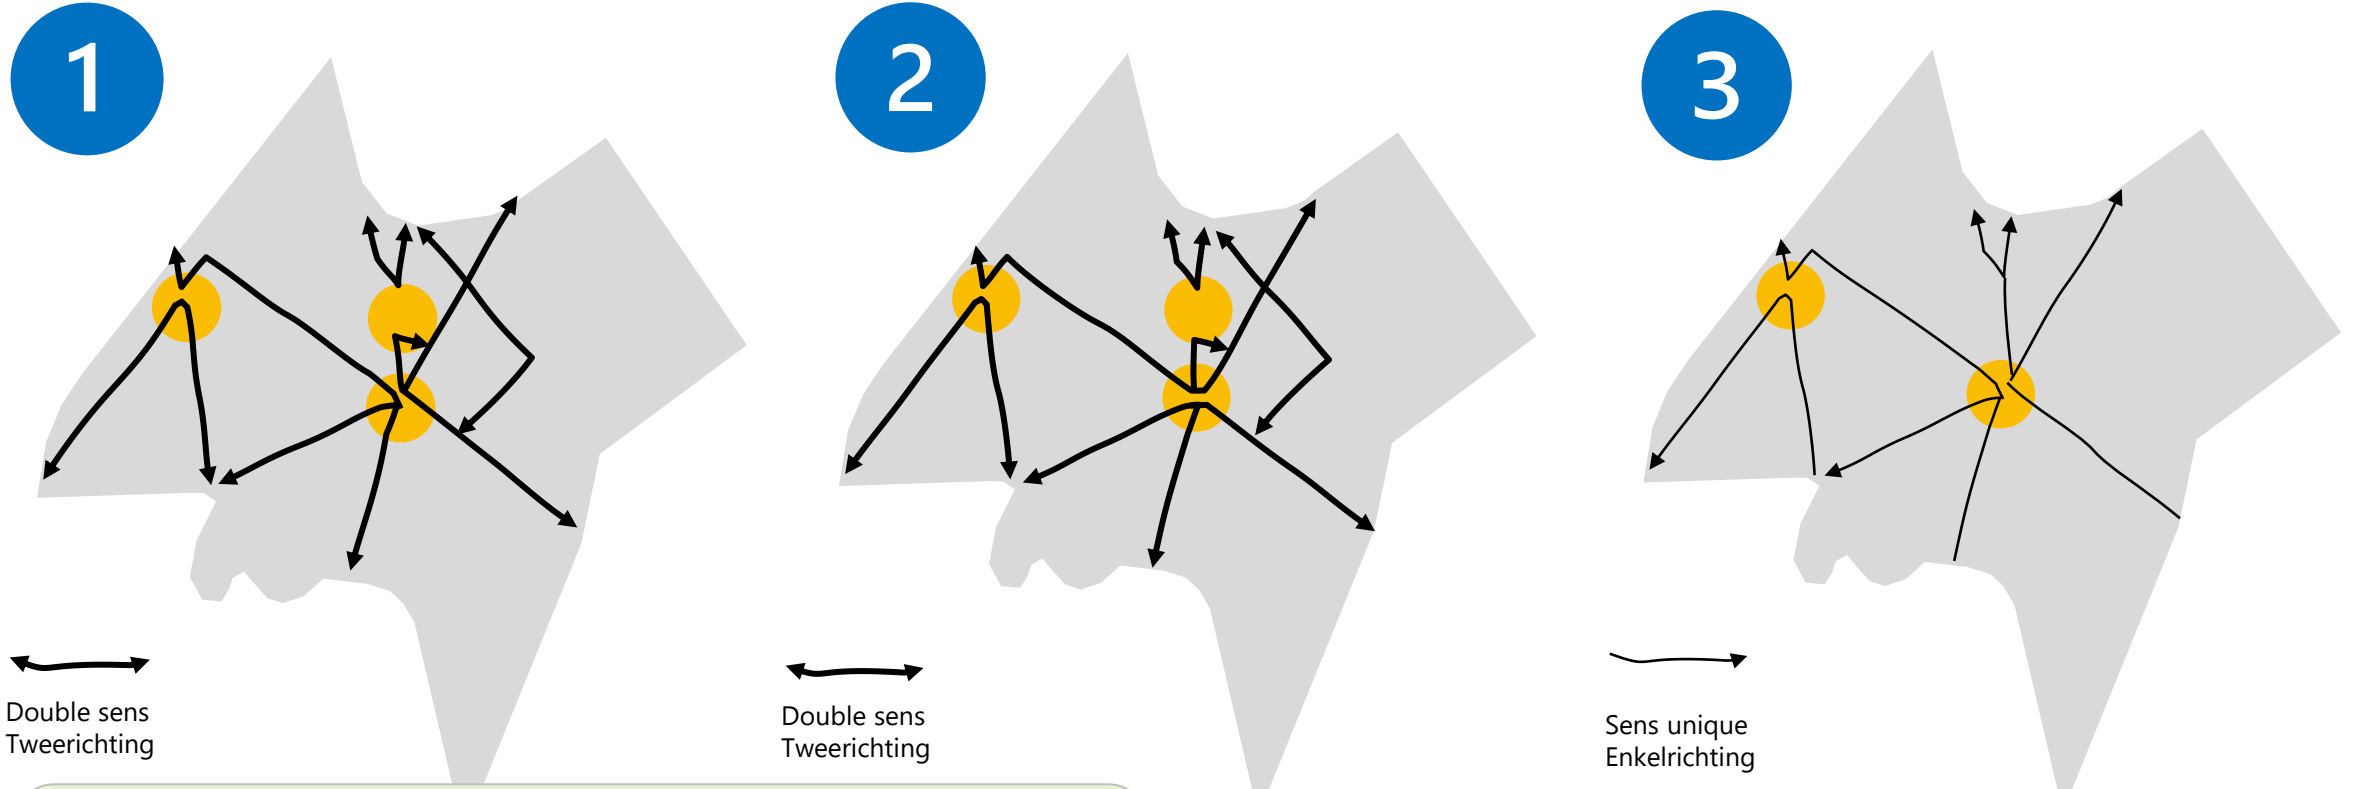 1
2
3
Double sens
Tweerichting
Double sens
Tweerichting
Sens unique
Enkelrichting